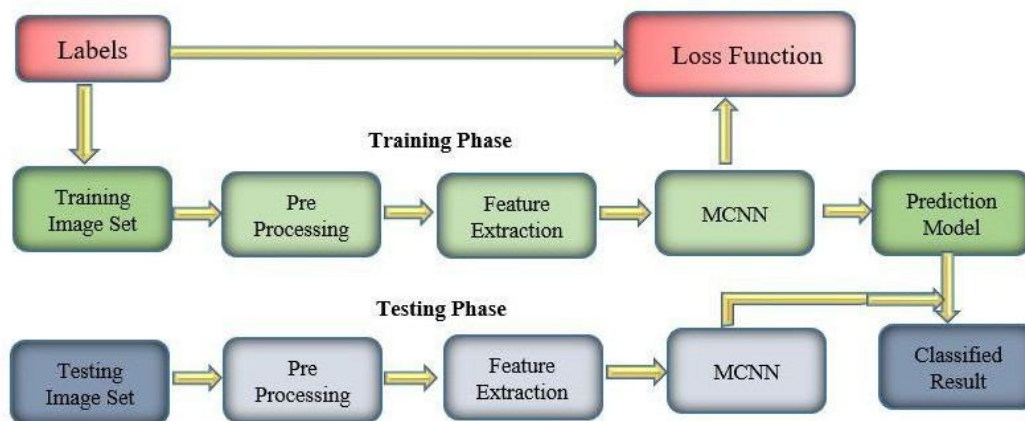 Labels
Loss Function
Training Phase
Training
Image Set
Pre
Processing
Feature
Extraction
MCNN
Prediction
Model
Testing Phase
Testing
Image Set
Pre
Processing
Feature
Extraction
MCNN
Classified
Result